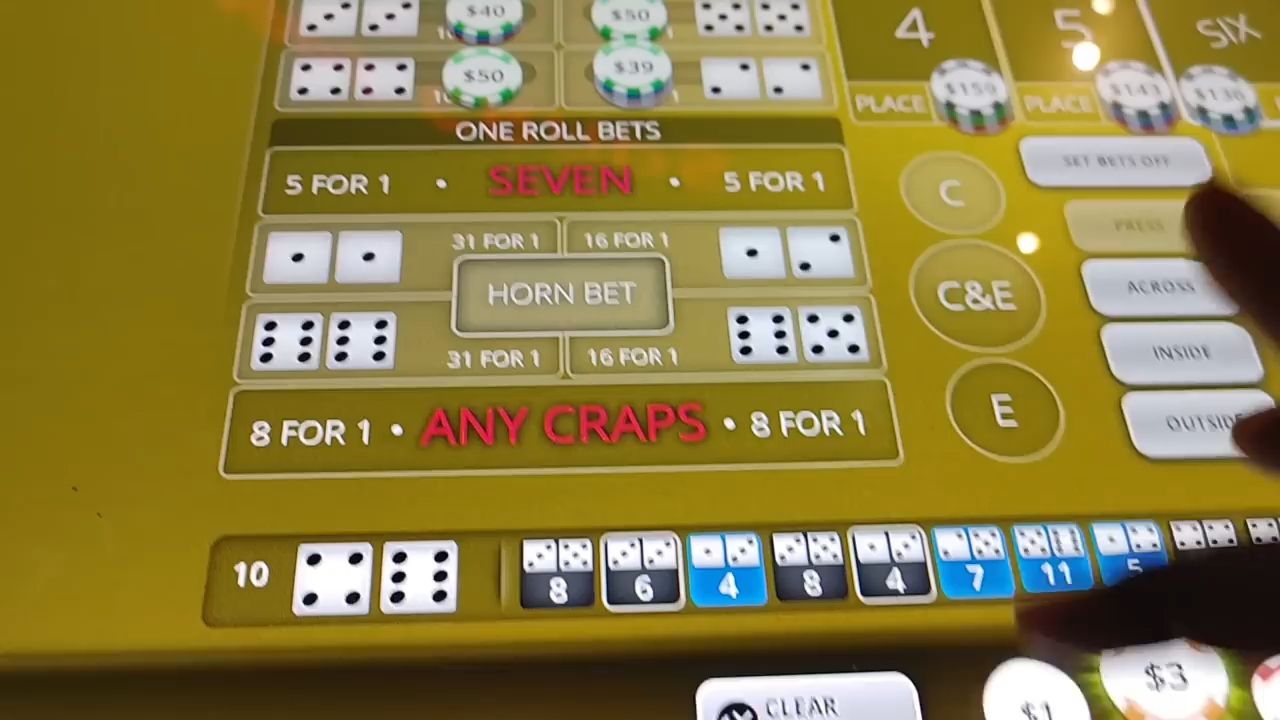 $40 $50 4 5 SIX
$50 $39 PLACE $159 PLACE $143 $136
ONE ROLL BETS
5 FOR 1 • SEVEN • 5 FOR 1
C
SET BETS OFF
PRESS
31 FOR 1 16 FOR 1
HORN BET
C&E
ACROSS
31 FOR 1 16 FOR 1
INSIDE
8 FOR 1 • ANY CRAPS • 8 FOR 1
E
OUTSIDE
10 8 6 4 8 4 7 11 5
CLEAR
$1 $3